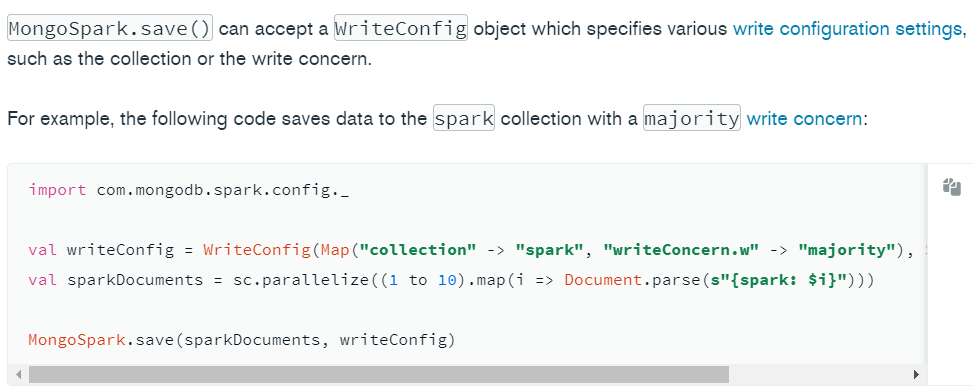 MongoSpark.save() can accept a WriteConfig object which specifies various write configuration settings,
such as the collection or the write concern.
For example, the following code saves data to the spark collection with a majority write concern:
import com.mongodb.spark.config._
val writeConfig = WriteConfig(Map("collection" -> "spark", "writeConcern.w" -> "majority"),
val sparkDocuments = sc.parallelize((1 to 10).map(i => Document.parse(s"{spark: $i}")))
MongoSpark.save(sparkDocuments, writeConfig)